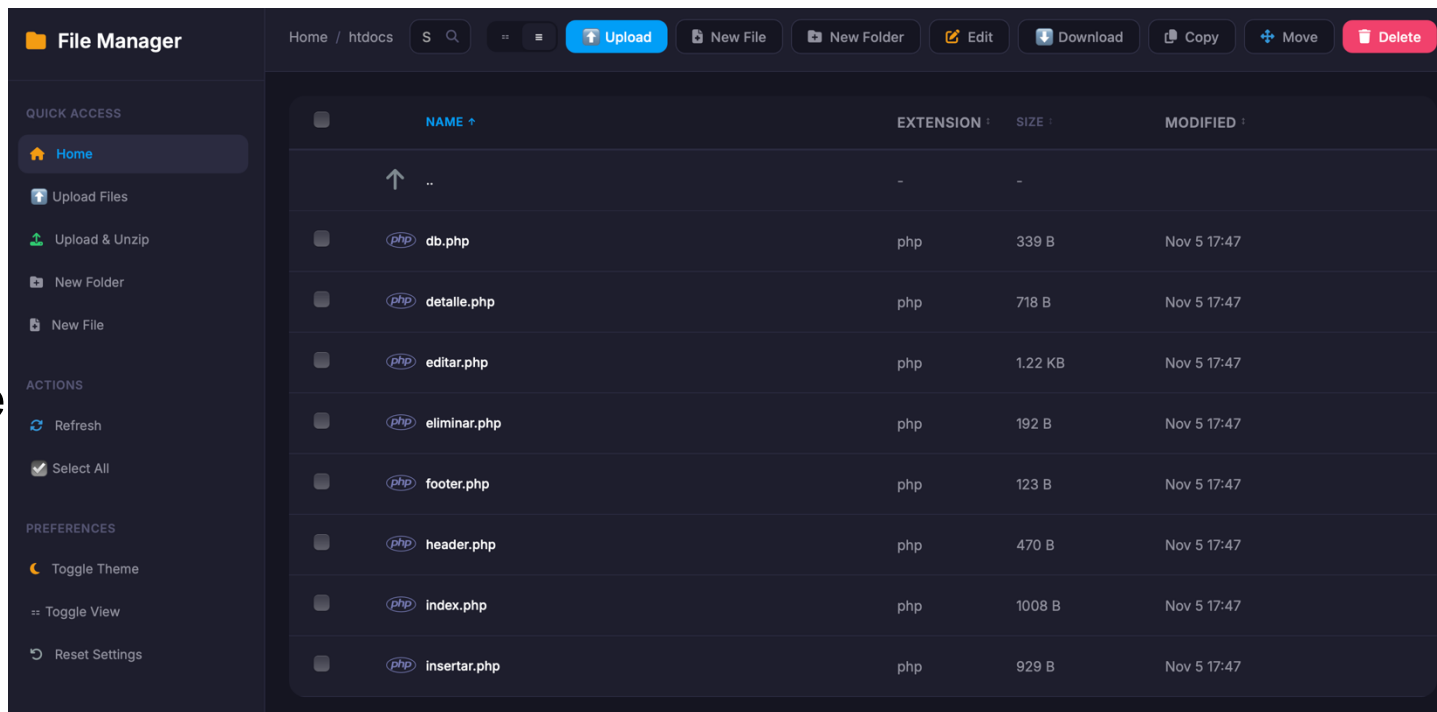 File Manager
Home / htdocs
S
Upload
New File
New Folder
Edit
Download
Copy
Move
Delete
QUICK ACCESS
Home
Upload Files
Upload & Unzip
New Folder
New File
ACTIONS
Refresh
Select All
PREFERENCES
Toggle Theme
Toggle View
Reset Settings
NAME ↑ EXTENSION SIZE MODIFIED
.. - -
php db.php php 339 B Nov 5 17:47
php detalle.php php 718 B Nov 5 17:47
php editar.php php 1.22 KB Nov 5 17:47
php eliminar.php php 192 B Nov 5 17:47
php footer.php php 123 B Nov 5 17:47
php header.php php 470 B Nov 5 17:47
php index.php php 1008 B Nov 5 17:47
php insertar.php php 929 B Nov 5 17:47